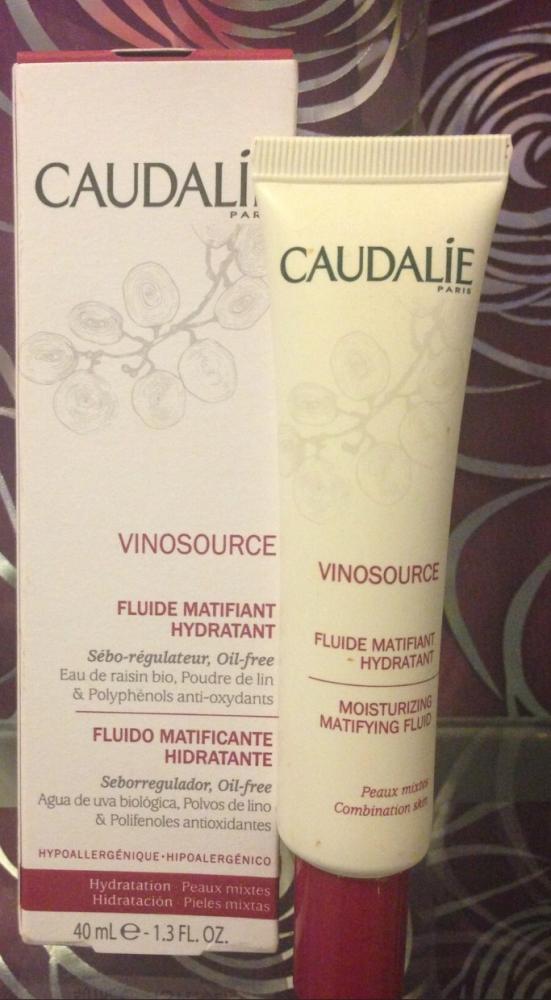 CAUDALÍ
PAR
VINOSOURCE
FLUIDE MATIFIANT
HYDRATANT
Sébo-régulateur, Oil-free
Eau de raisin bio, Poudre de lin
& Polyphénols anti-oxydants
FLUIDO MATIFICANTE
HIDRATANTE
Seborregulador, Oil-free
Agua de uva biológica, Polvos de lino
& Polifenoles antioxidantes
HYPOALLERGÉNIQUE · HIPOALERGÉNICO
Hydratation · Peaux mixtes
Hidratación · Pieles mixtas
40 mL ℮ - 1.3 FL. OZ.
CAUDALÍE
PARIS
VINOSOURCE
FLUIDE MATIFIANT
HYDRATANT
MOISTURIZING
MATIFYING FLUID
Peaux mixtes
Combination skin